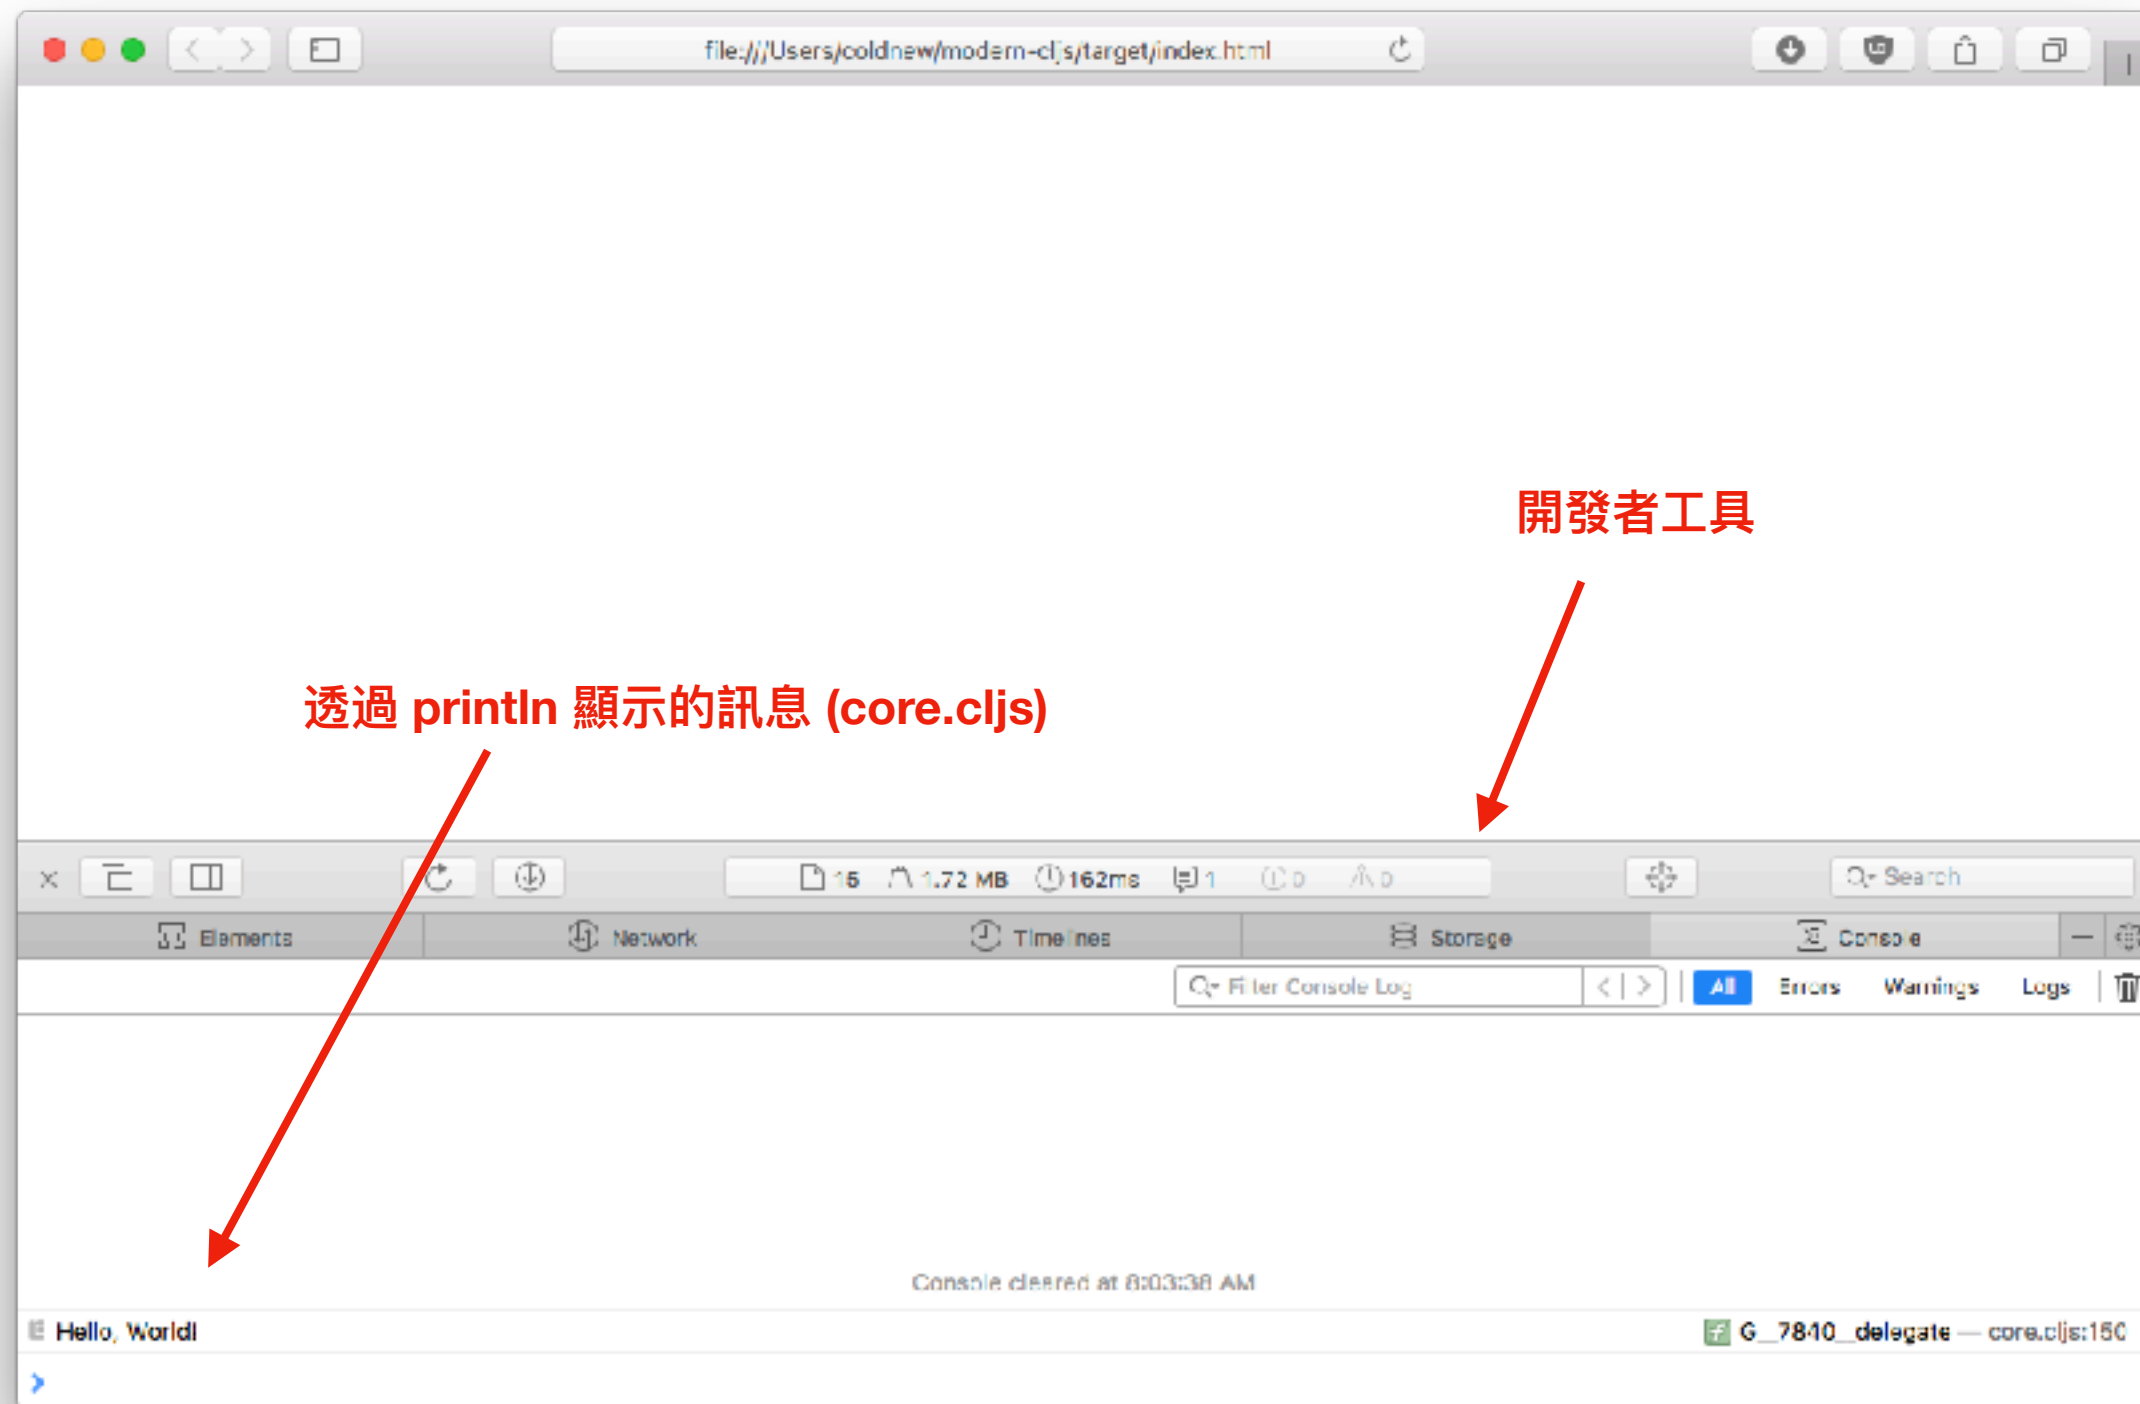 file:///Users/coldnew/modern-cljs/target/index.html
開發者工具
透過 println 顯示的訊息 (core.cljs)
15 1.72 MB 162ms 1 0 0 Search
Elements Network Timelines Storage Console
Filter Console Log All Errors Warnings Logs
Console cleared at 8:03:38 AM
Hello, World! G__7840__delegate — core.cljs:150